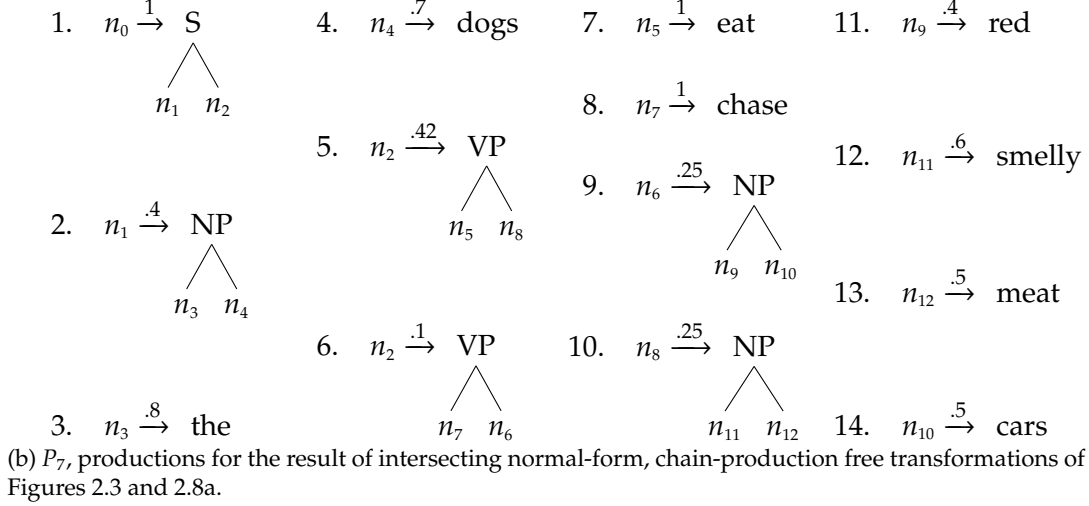 1. n0 1→ S
n1 n2
2. n1 .4→ NP
n3 n4
3. n3 .8→ the
4. n4 .7→ dogs
5. n2 .42→ VP
n5 n8
6. n2 .1→ VP
n7 n6
7. n5 1→ eat
8. n7 1→ chase
9. n6 .25→ NP
n9 n10
10. n8 .25→ NP
n11 n12
11. n9 .4→ red
12. n11 .6→ smelly
13. n12 .5→ meat
14. n10 .5→ cars
(b) P7, productions for the result of intersecting normal-form, chain-production free transformations of
Figures 2.3 and 2.8a.